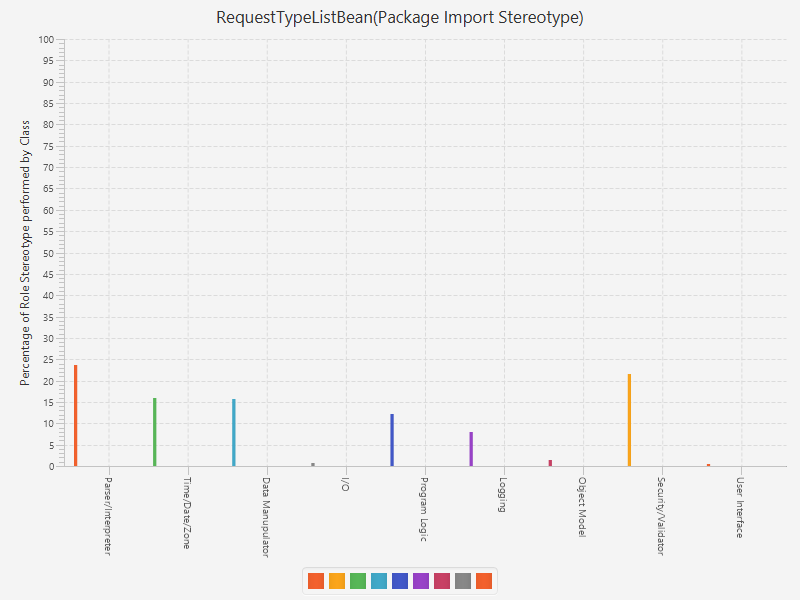 RequestTypeListBean(Package Import Stereotype)
Percentage of Role Stereotype performed by Class
100
95
90
85
80
75
70
65
60
55
50
45
40
35
30
25
20
15
10
5
0
Parser/Interpreter
Time/Date/Zone
Data Manupulator
I/O
Program Logic
Logging
Object Model
Security/Validator
User Interface